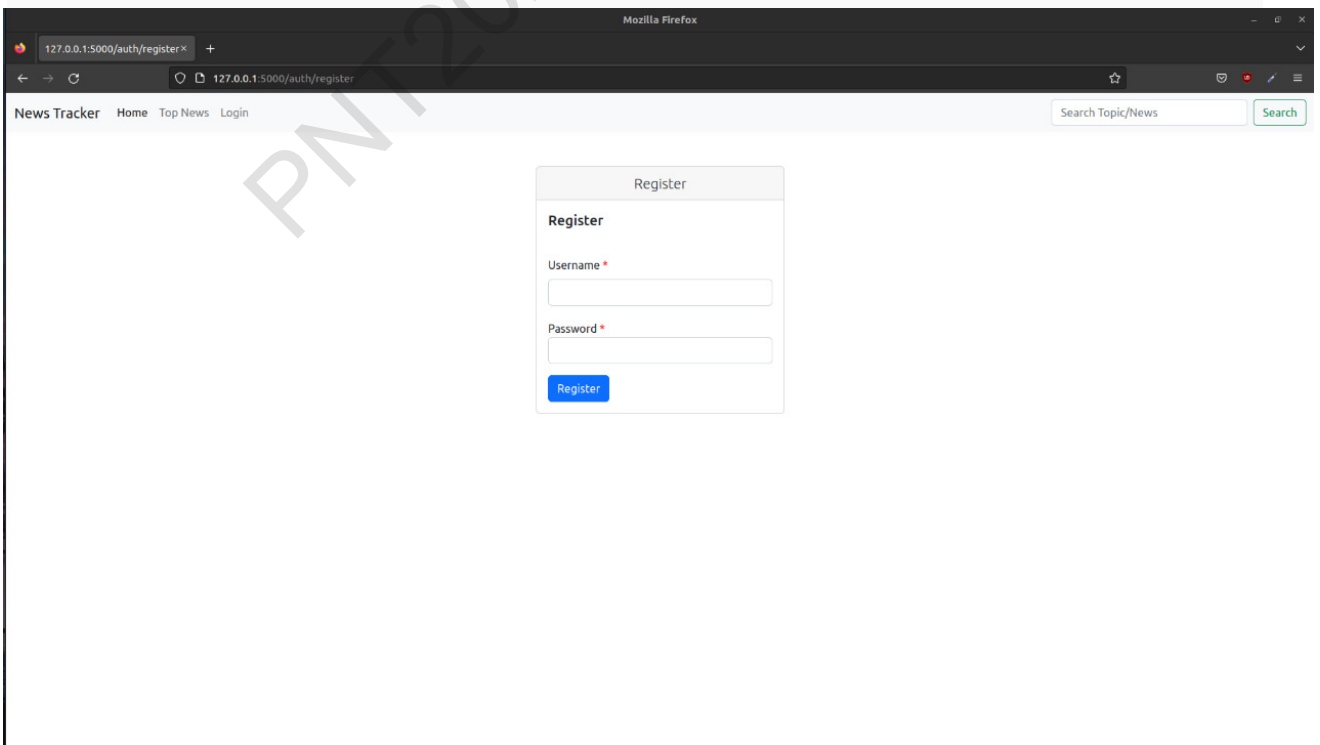 Mozilla Firefox
127.0.0.1:5000/auth/register
127.0.0.1:5000/auth/register
News Tracker Home Top News Login Search Topic/News Search
Register
Register
Username *
Password *
Register
PNT20